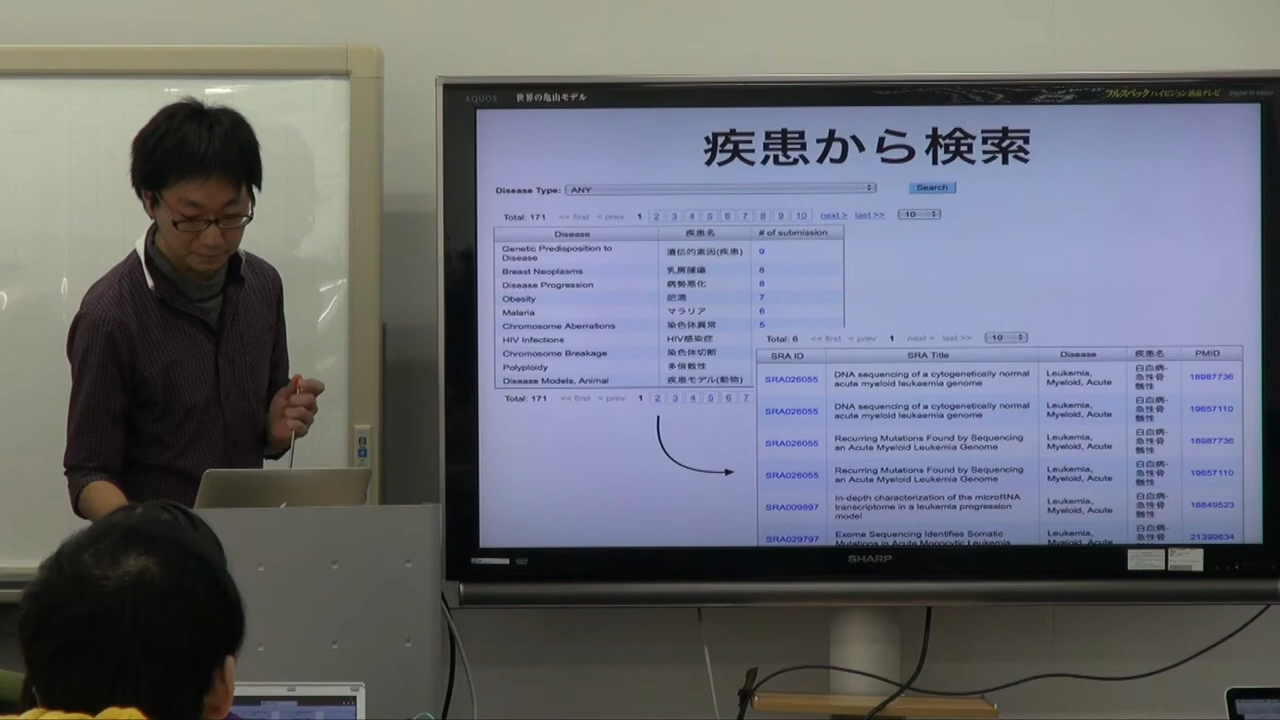 AQUOS 世界の亀山モデル フルスペックハイビジョン液晶テレビ
疾患から検索
Disease Type: ANY Search
Total: 171 << first < prev 1 2 3 4 5 6 7 8 9 10 next > last >> 10
Disease 疾患名 # of submission
Genetic Predisposition to Disease 遺伝的素因(疾患) 9
Breast Neoplasms 乳房腫瘍 8
Disease Progression 病勢悪化 8
Obesity 肥満 7
Malaria マラリア 6
Chromosome Aberrations 染色体異常 5
HIV Infections HIV感染症
Chromosome Breakage 染色体切断
Polyploidy 多倍数性
Disease Models, Animal 疾患モデル(動物)
Total: 171 << first < prev 1 2 3 4 5 6 7
Total: 6 << first < prev 1 next > last >> 10
SRA ID SRA Title Disease 疾患名 PMID
SRA026055 DNA sequencing of a cytogenetically normal acute myeloid leukaemia genome Leukemia, Myeloid, Acute 白血病-急性骨髄性 18987736
SRA026055 DNA sequencing of a cytogenetically normal acute myeloid leukaemia genome Leukemia, Myeloid, Acute 白血病-急性骨髄性 19657110
SRA026055 Recurring Mutations Found by Sequencing an Acute Myeloid Leukemia Genome Leukemia, Myeloid, Acute 白血病-急性骨髄性 18987736
SRA026055 Recurring Mutations Found by Sequencing an Acute Myeloid Leukemia Genome Leukemia, Myeloid, Acute 白血病-急性骨髄性 19657110
SRA009897 In-depth characterization of the microRNA transcriptome in a leukemia progression model Leukemia, Myeloid, Acute 白血病-急性骨髄性 18849523
SRA029797 Exome Sequencing Identifies Somatic Mutations in Acute Monocytic Leukemia Leukemia, Myeloid, Acute 白血病-急性骨髄性 21399634
SHARP